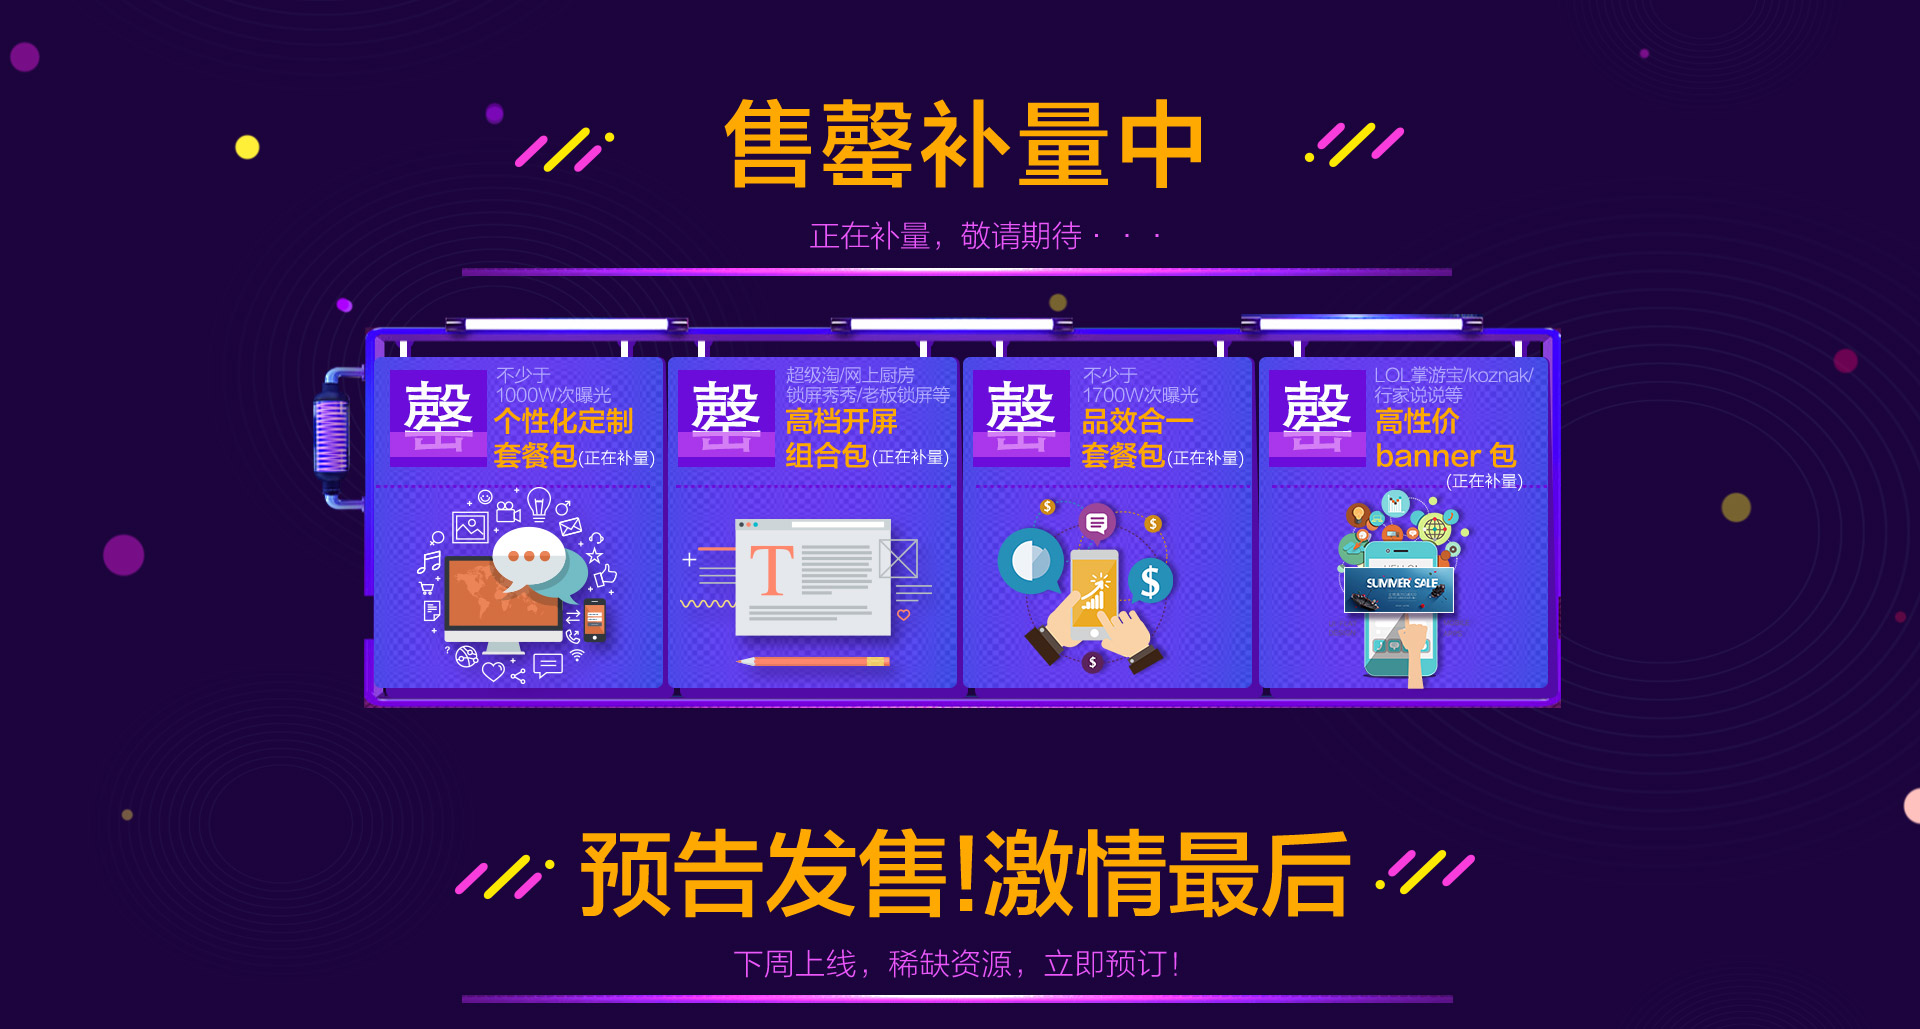 售罄补量中
正在补量，敬请期待 · · ·
罄
不少于
1000W次曝光
个性化定制
套餐包(正在补量)
罄
超级淘/网上厨房
锁屏秀秀/老板锁屏等
高档开屏
组合包(正在补量)
罄
不少于
1700W次曝光
品效合一
套餐包(正在补量)
罄
LOL掌游宝/koznak/
行家说说等
高性价
banner 包
(正在补量)
T
SUMMER SALE
预告发售!激情最后
下周上线，稀缺资源，立即预订！